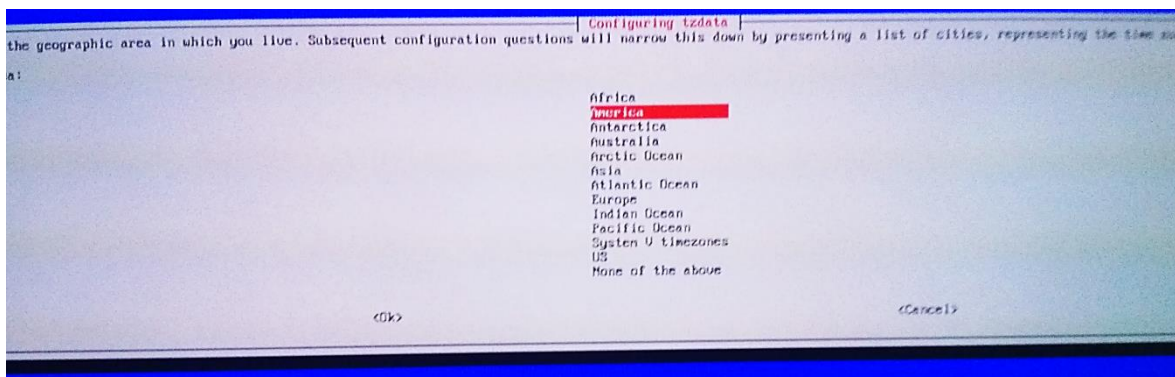 Configuring tzdata
the geographic area in which you live. Subsequent configuration questions will narrow this down by presenting a list of cities, representing the time
a:
Africa
America
Antarctica
Australia
Arctic Ocean
Asia
Atlantic Ocean
Europe
Indian Ocean
Pacific Ocean
System V timezones
US
None of the above
<Ok> <Cancel>